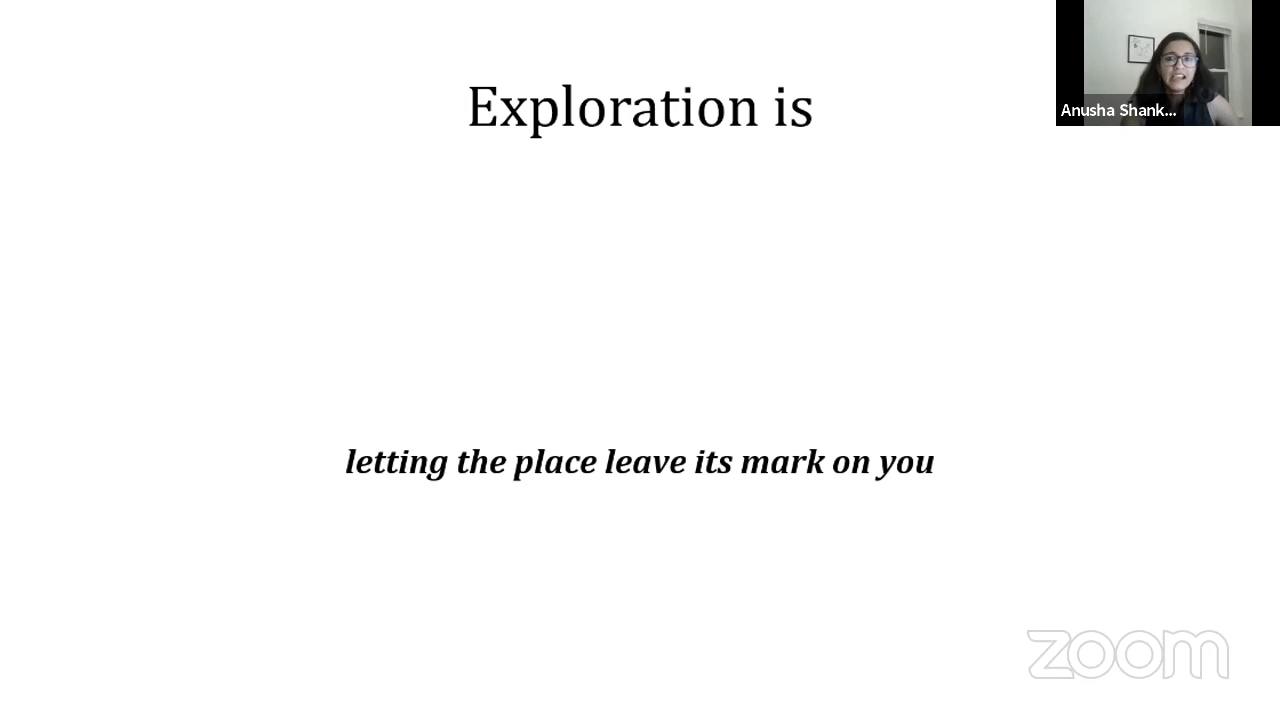 Exploration is
Anusha Shank...
letting the place leave its mark on you
zoom